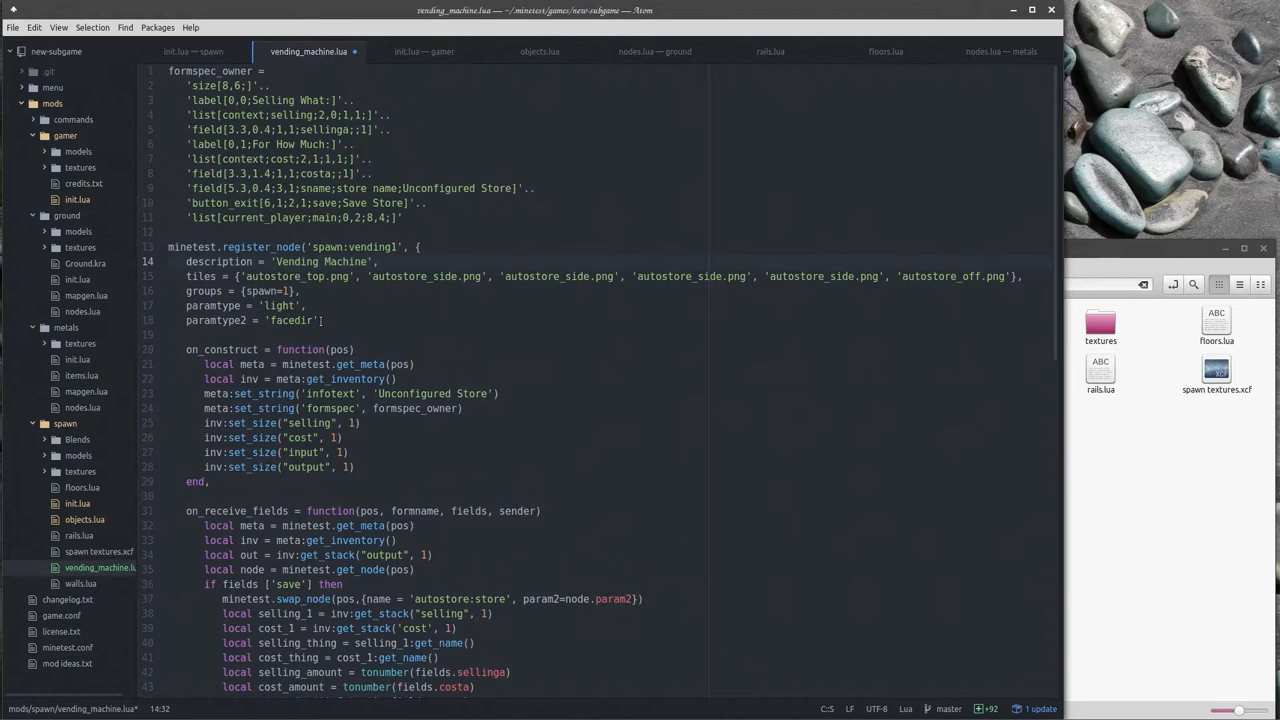 vending_machine.lua — ~/.minetest/games/new-subgame — Atom
File Edit View Selection Find Packages Help
new-subgame
init.lua — spawn
vending_machine.lua
init.lua — gamer
objects.lua
nodes.lua — ground
rails.lua
floors.lua
nodes.lua — metals
.git
menu
mods
commands
gamer
models
textures
credits.txt
init.lua
ground
models
textures
Ground.kra
init.lua
mapgen.lua
nodes.lua
metals
textures
init.lua
items.lua
mapgen.lua
nodes.lua
spawn
Blends
models
textures
floors.lua
init.lua
objects.lua
rails.lua
spawn textures.xcf
vending_machine.lu
walls.lua
changelog.txt
game.conf
license.txt
minetest.conf
mod ideas.txt
1 formspec_owner =
2 'size[8,6;]'..
3 'label[0,0;Selling What:]'..
4 'list[context;selling;2,0;1,1;]'..
5 'field[3.3,0.4;1,1;sellinga;;1]'..
6 'label[0,1;For How Much:]'..
7 'list[context;cost;2,1;1,1;]'..
8 'field[3.3,1.4;1,1;costa;;1]'..
9 'field[5.3,0.4;3,1;sname;store name;Unconfigured Store]'..
10 'button_exit[6,1;2,1;save;Save Store]'..
11 'list[current_player;main;0,2;8,4;]'
12
13 minetest.register_node('spawn:vending1', {
14 description = 'Vending Machine',
15 tiles = {'autostore_top.png', 'autostore_side.png', 'autostore_side.png', 'autostore_side.png', 'autostore_side.png', 'autostore_off.png'},
16 groups = {spawn=1},
17 paramtype = 'light',
18 paramtype2 = 'facedir'
19
20 on_construct = function(pos)
21 local meta = minetest.get_meta(pos)
22 local inv = meta:get_inventory()
23 meta:set_string('infotext', 'Unconfigured Store')
24 meta:set_string('formspec', formspec_owner)
25 inv:set_size("selling", 1)
26 inv:set_size("cost", 1)
27 inv:set_size("input", 1)
28 inv:set_size("output", 1)
29 end,
30
31 on_receive_fields = function(pos, formname, fields, sender)
32 local meta = minetest.get_meta(pos)
33 local inv = meta:get_inventory()
34 local out = inv:get_stack("output", 1)
35 local node = minetest.get_node(pos)
36 if fields ['save'] then
37 minetest.swap_node(pos,{name = 'autostore:store', param2=node.param2})
38 local selling_1 = inv:get_stack("selling", 1)
39 local cost_1 = inv:get_stack('cost', 1)
40 local selling_thing = selling_1:get_name()
41 local cost_thing = cost_1:get_name()
42 local selling_amount = tonumber(fields.sellinga)
43 local cost_amount = tonumber(fields.costa)
mods/spawn/vending_machine.lua* 14:32
C:S LF UTF-8 Lua master +92 1 update
textures
ABC
floors.lua
ABC
rails.lua
XCF
spawn textures.xcf